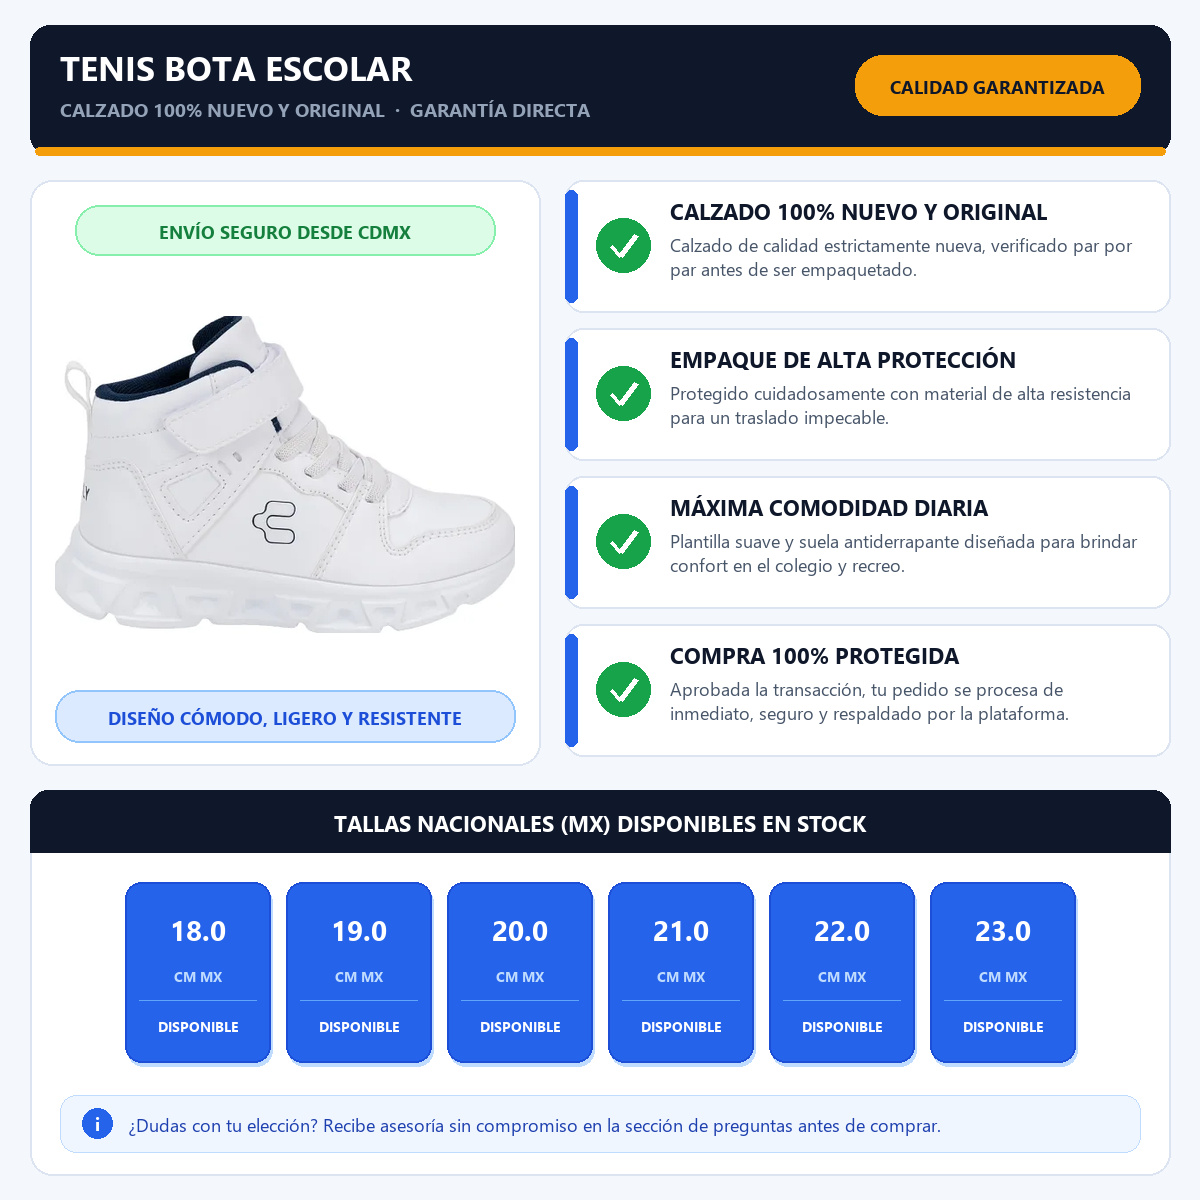 TENIS BOTA ESCOLAR
CALZADO 100% NUEVO Y ORIGINAL · GARANTÍA DIRECTA
CALIDAD GARANTIZADA
ENVÍO SEGURO DESDE CDMX
DISEÑO CÓMODO, LIGERO Y RESISTENTE
CALZADO 100% NUEVO Y ORIGINAL
Calzado de calidad estrictamente nueva, verificado par por
par antes de ser empaquetado.
EMPAQUE DE ALTA PROTECCIÓN
Protegido cuidadosamente con material de alta resistencia
para un traslado impecable.
MÁXIMA COMODIDAD DIARIA
Plantilla suave y suela antiderrapante diseñada para brindar
confort en el colegio y recreo.
COMPRA 100% PROTEGIDA
Aprobada la transacción, tu pedido se procesa de
inmediato, seguro y respaldado por la plataforma.
TALLAS NACIONALES (MX) DISPONIBLES EN STOCK
18.0
CM MX
DISPONIBLE
19.0
CM MX
DISPONIBLE
20.0
CM MX
DISPONIBLE
21.0
CM MX
DISPONIBLE
22.0
CM MX
DISPONIBLE
23.0
CM MX
DISPONIBLE
¿Dudas con tu elección? Recibe asesoría sin compromiso en la sección de preguntas antes de comprar.